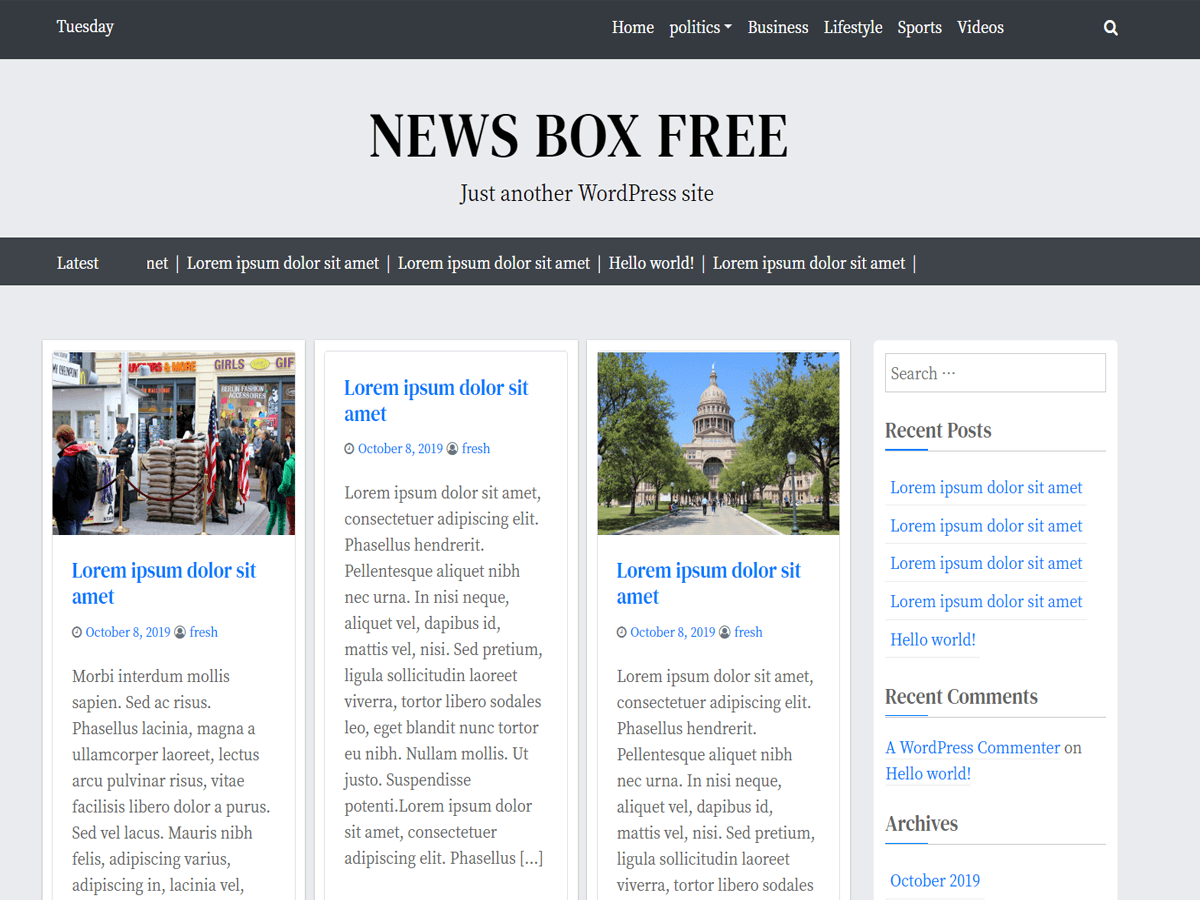 Tuesday
Home politics Business Lifestyle Sports Videos
NEWS BOX FREE
Just another WordPress site
Latest
net | Lorem ipsum dolor sit amet | Lorem ipsum dolor sit amet | Hello world! | Lorem ipsum dolor sit amet |
& MORE
GIRLS
GIF
BERLIN FASHION
ACCESSOIRES
Lorem ipsum dolor sit
amet
October 8, 2019 fresh
Morbi interdum mollis
sapien. Sed ac risus.
Phasellus lacinia, magna a
ullamcorper laoreet, lectus
arcu pulvinar risus, vitae
facilisis libero dolor a purus.
Sed vel lacus. Mauris nibh
felis, adipiscing varius,
adipiscing in, lacinia vel,
Lorem ipsum dolor sit
amet
October 8, 2019 fresh
Lorem ipsum dolor sit amet,
consectetuer adipiscing elit.
Phasellus hendrerit.
Pellentesque aliquet nibh
nec urna. In nisi neque,
aliquet vel, dapibus id,
mattis vel, nisi. Sed pretium,
ligula sollicitudin laoreet
viverra, tortor libero sodales
leo, eget blandit nunc tortor
eu nibh. Nullam mollis. Ut
justo. Suspendisse
potenti.Lorem ipsum dolor
sit amet, consectetuer
adipiscing elit. Phasellus [...]
Lorem ipsum dolor sit
amet
October 8, 2019 fresh
Lorem ipsum dolor sit amet,
consectetuer adipiscing elit.
Phasellus hendrerit.
Pellentesque aliquet nibh
nec urna. In nisi neque,
aliquet vel, dapibus id,
mattis vel, nisi. Sed pretium,
ligula sollicitudin laoreet
viverra, tortor libero sodales
Search ...
Recent Posts
Lorem ipsum dolor sit amet
Lorem ipsum dolor sit amet
Lorem ipsum dolor sit amet
Lorem ipsum dolor sit amet
Hello world!
Recent Comments
A WordPress Commenter on
Hello world!
Archives
October 2019